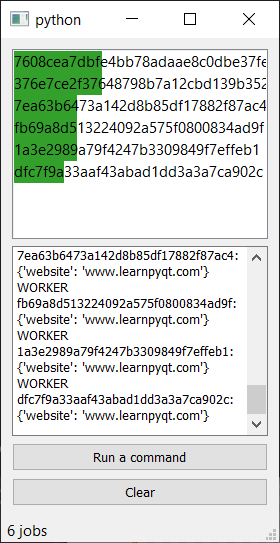 python
7608cea7dbfe4bb78adaae8c0dbe37fe
376e7ce2f37648798b7a12cbd139b352
7ea63b6473a142d8b85df17882f87ac4
fb69a8d513224092a575f0800834ad9f
1a3e2989a79f4247b3309849f7effeb1
dfc7f9a33aaf43abad1dd3a3a7ca902c
7ea63b6473a142d8b85df17882f87ac4:
{'website': 'www.learnpyqt.com'}
WORKER
fb69a8d513224092a575f0800834ad9f:
{'website': 'www.learnpyqt.com'}
WORKER
1a3e2989a79f4247b3309849f7effeb1:
{'website': 'www.learnpyqt.com'}
WORKER
dfc7f9a33aaf43abad1dd3a3a7ca902c:
{'website': 'www.learnpyqt.com'}
Run a command
Clear
6 jobs